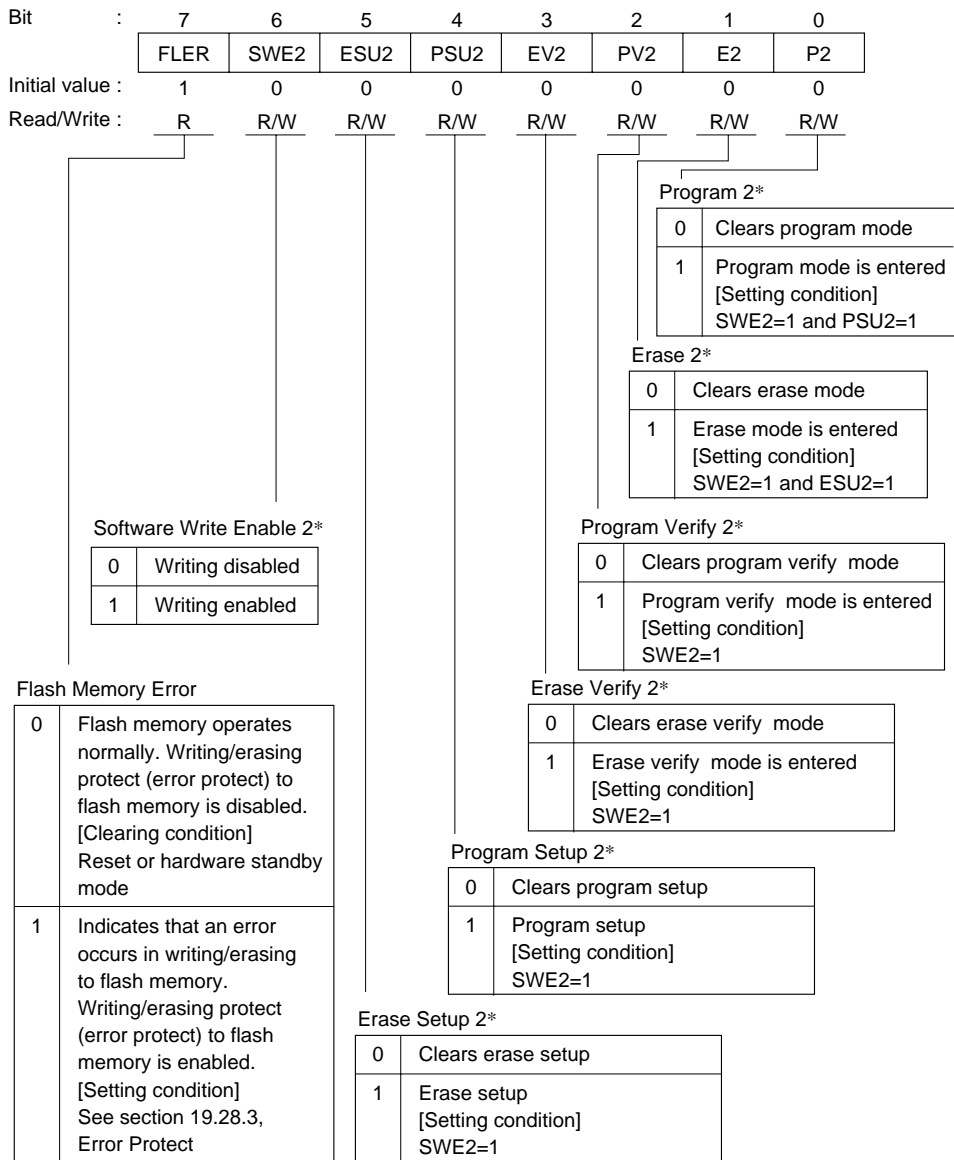 Bit : 7 6 5 4 3 2 1 0
FLER SWE2 ESU2 PSU2 EV2 PV2 E2 P2
Initial value : 1 0 0 0 0 0 0 0
Read/Write : R R/W R/W R/W R/W R/W R/W R/W
Program 2*
0 Clears program mode
1 Program mode is entered
[Setting condition]
SWE2=1 and PSU2=1
Erase 2*
0 Clears erase mode
1 Erase mode is entered
[Setting condition]
SWE2=1 and ESU2=1
Software Write Enable 2*
0 Writing disabled
1 Writing enabled
Program Verify 2*
0 Clears program verify mode
1 Program verify mode is entered
[Setting condition]
SWE2=1
Flash Memory Error
0 Flash memory operates
normally. Writing/erasing
protect (error protect) to
flash memory is disabled.
[Clearing condition]
Reset or hardware standby
mode
1 Indicates that an error
occurs in writing/erasing
to flash memory.
Writing/erasing protect
(error protect) to flash
memory is enabled.
[Setting condition]
See section 19.28.3,
Error Protect
Erase Verify 2*
0 Clears erase verify mode
1 Erase verify mode is entered
[Setting condition]
SWE2=1
Program Setup 2*
0 Clears program setup
1 Program setup
[Setting condition]
SWE2=1
Erase Setup 2*
0 Clears erase setup
1 Erase setup
[Setting condition]
SWE2=1